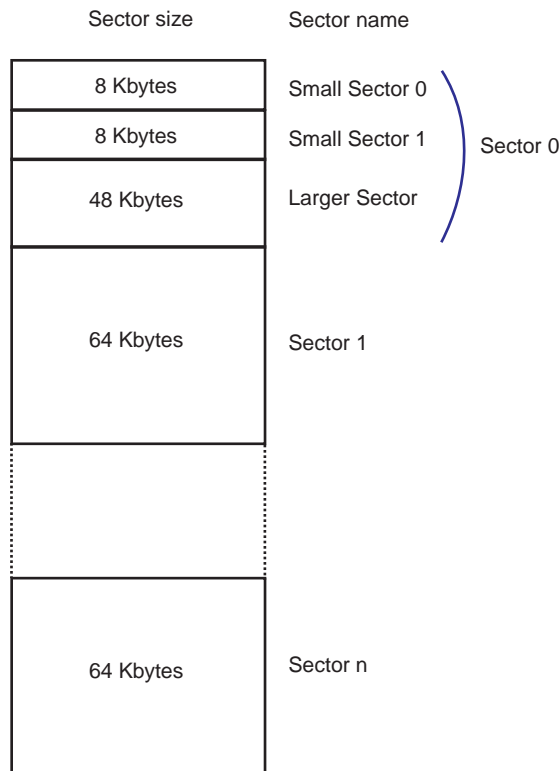 Sector size Sector name
8 Kbytes Small Sector 0
8 Kbytes Small Sector 1 Sector 0
48 Kbytes Larger Sector
64 Kbytes Sector 1
64 Kbytes Sector n